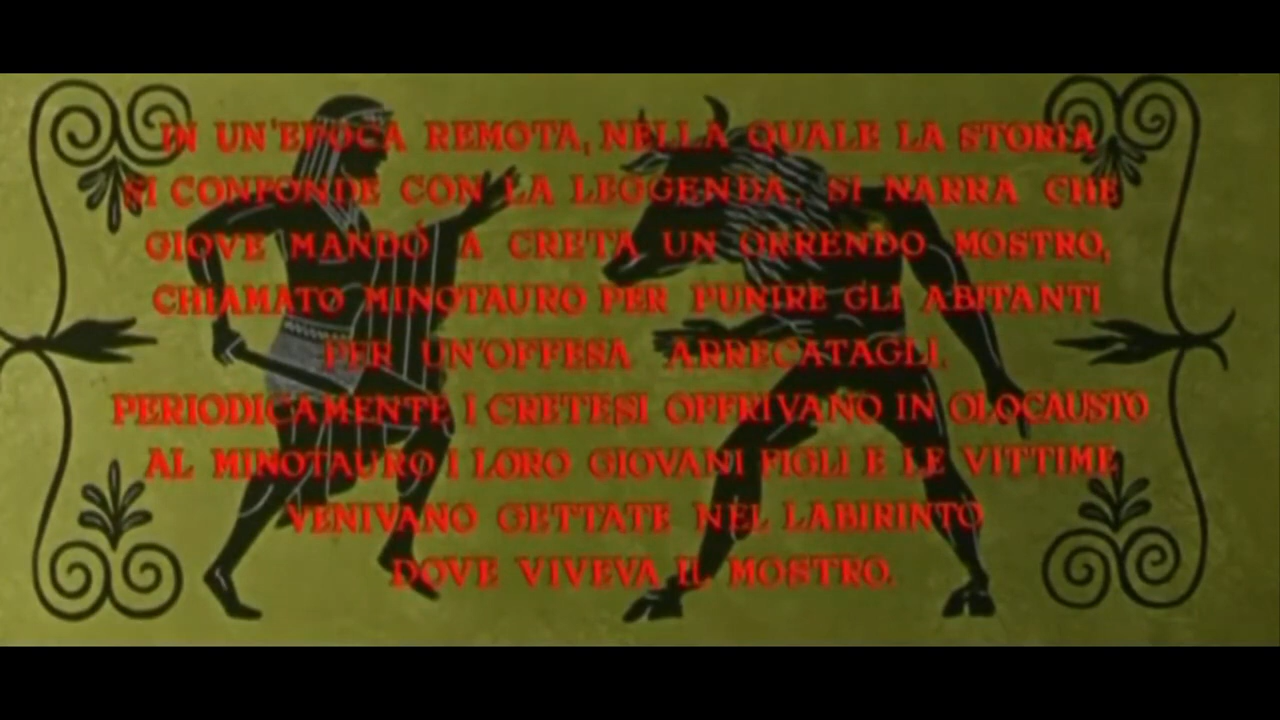 IN UN'EPOCA REMOTA, NELLA QUALE LA STORIA
SI CONFONDE CON LA LEGGENDA, SI NARRA CHE
GIOVE MANDÓ A CRETA UN ORRENDO MOSTRO,
CHIAMATO MINOTAURO PER PUNIRE GLI ABITANTI
PER UN'OFFESA ARRECATAGLI.
PERIODICAMENTE I CRETESI OFFRIVANO IN OLOCAUSTO
AL MINOTAURO I LORO GIOVANI FIGLI E LE VITTIME
VENIVANO GETTATE NEL LABIRINTO
DOVE VIVEVA IL MOSTRO.